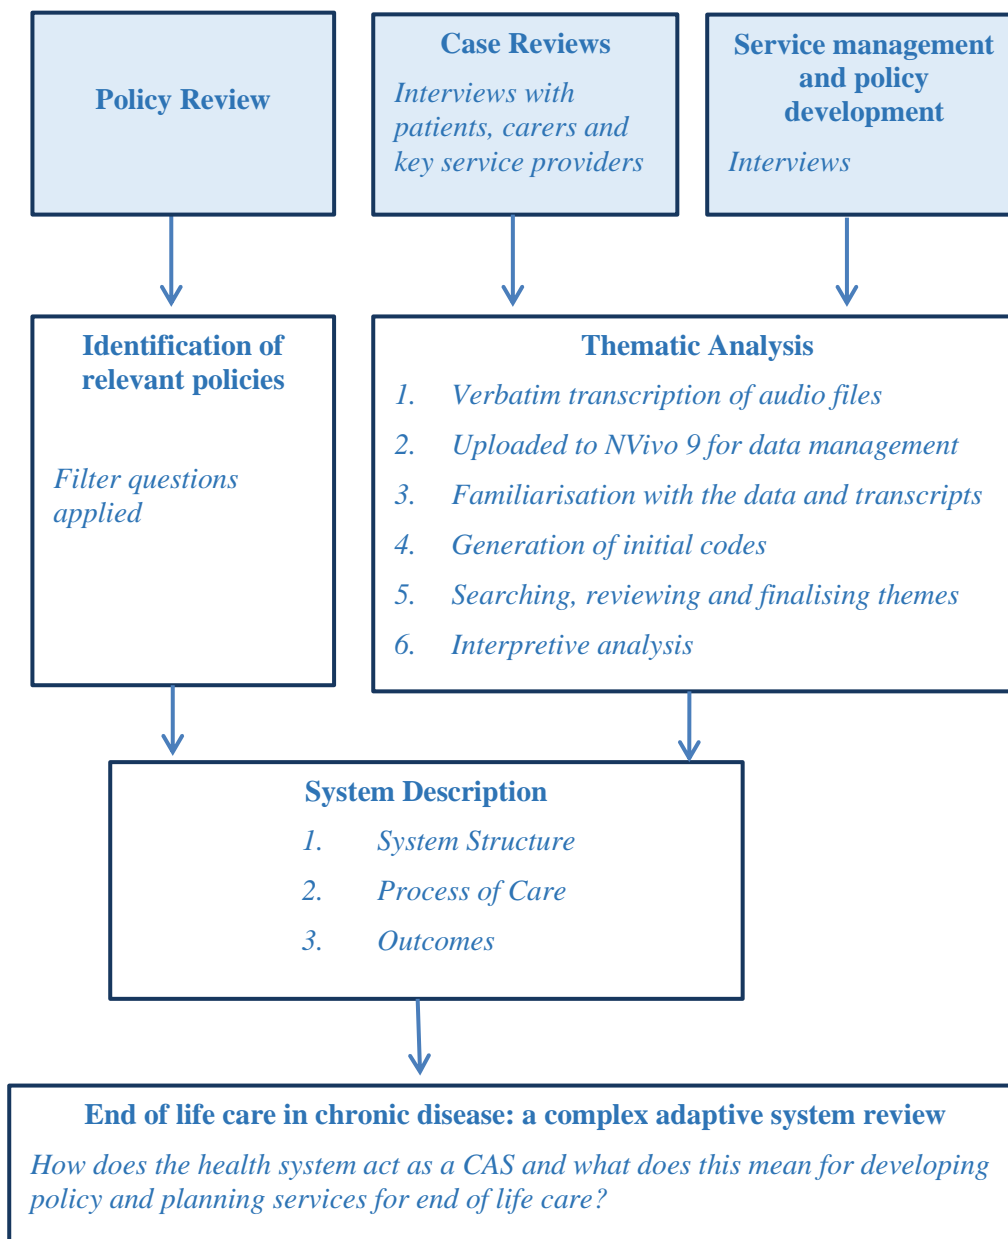 Policy Review
Case Reviews
Interviews with
patients, carers and
key service providers
Service management
and policy
development
Interviews
Identification of
relevant policies
Filter questions
applied
Thematic Analysis
1. Verbatim transcription of audio files
2. Uploaded to NVivo 9 for data management
3. Familiarisation with the data and transcripts
4. Generation of initial codes
5. Searching, reviewing and finalising themes
6. Interpretive analysis
System Description
1. System Structure
2. Process of Care
3. Outcomes
End of life care in chronic disease: a complex adaptive system review
How does the health system act as a CAS and what does this mean for developing
policy and planning services for end of life care?